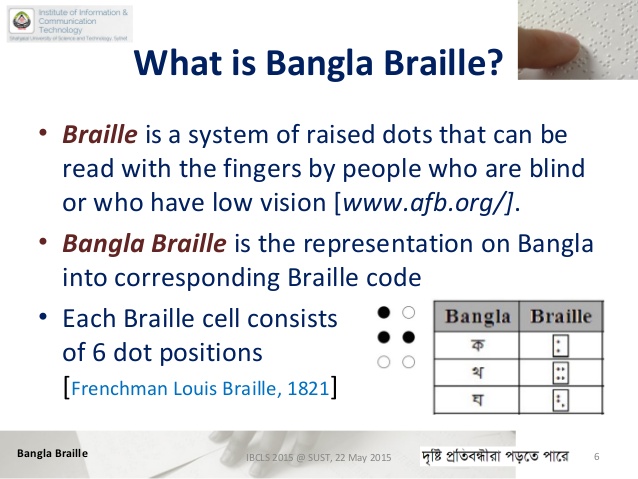 Institute of Information &
Communication
Technology
Shahjalal University of Science and Technology, Sylhet
What is Bangla Braille?
• Braille is a system of raised dots that can be
read with the fingers by people who are blind
or who have low vision [www.afb.org/].
• Bangla Braille is the representation on Bangla
into corresponding Braille code
• Each Braille cell consists
of 6 dot positions
[Frenchman Louis Braille, 1821]
Bangla Braille
ক
থ
য
Bangla Braille
IBCLS 2015 @ SUST, 22 May 2015
দৃষ্টি প্রতিবন্ধীরা পড়তে পারে
6